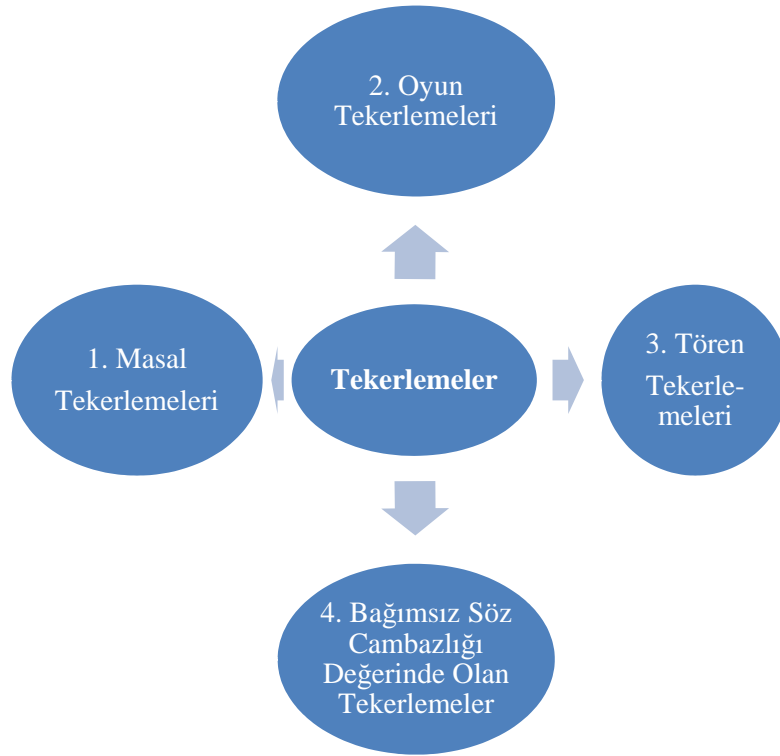 2. Oyun
Tekerlemeleri
1. Masal
Tekerlemeleri
Tekerlemeler
3. Tören
Tekerle-
meleri
4. Bağımsız Söz
Cambazlığı
Değerinde Olan
Tekerlemeler